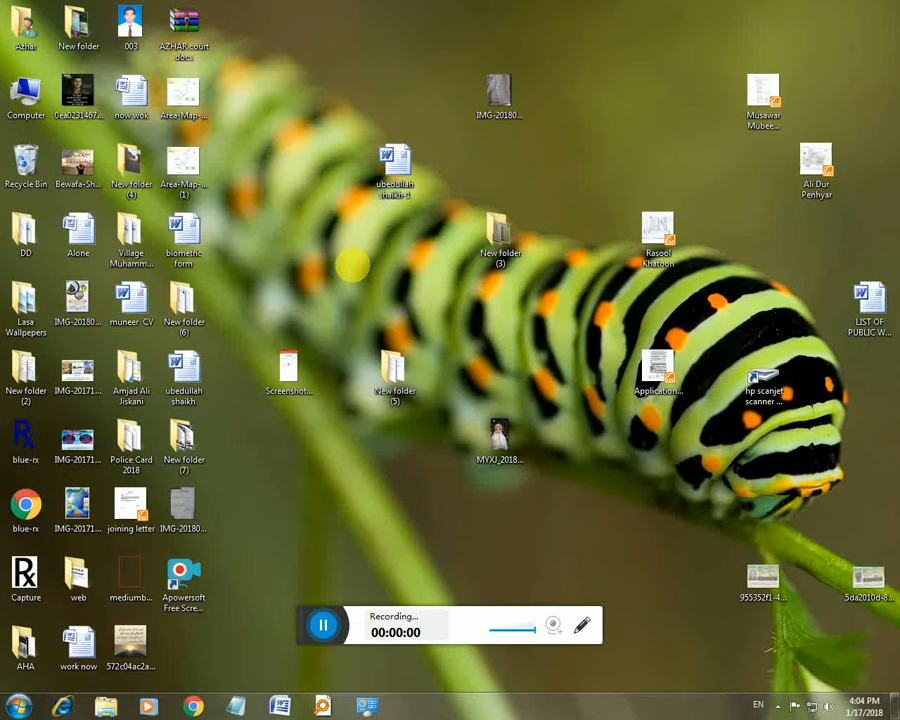 Azhar
New folder
003
AZHAR court
docs
Computer
0ea0231467...
now wok
Area-Map-...
IMG-20180...
Musawar
Mubee...
Recycle Bin
Bewafa-Sh...
New folder
(4)
Area-Map-...
(1)
ubedullah
shaikh-1
Ali Dur
Penhyar
DD
Alone
Village
Muhamm...
biometric
form
New folder
(3)
Rasool
Khatoon
Lasa
Wallpepers
IMG-20180...
muneer CV
New folder
(6)
LIST OF
PUBLIC W...
New folder
(2)
IMG-20171...
Amjad Ali
Jiskani
ubedullah
shaikh
Screenshot...
New folder
(5)
Application...
hp scanjet
scanner ...
blue-rx
IMG-20171...
Police Card
2018
New folder
(7)
MYXJ_2018...
blue-rx
IMG-20171...
joining letter
IMG-20180...
Capture
web
mediumb...
Apowersoft
Free Scre...
955352f1-4...
5da2010d-8...
Recording...
00:00:00
AHA
work now
572c04ac2a...
EN
4:04 PM
1/17/2018